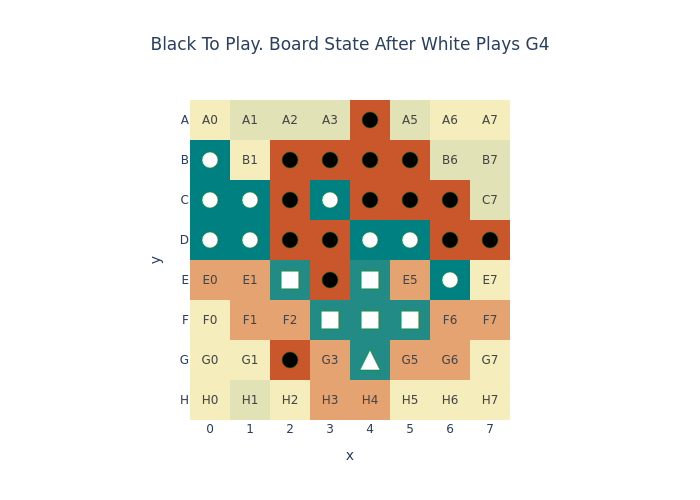 Black To Play. Board State After White Plays G4
A A0 A1 A2 A3 A5 A6 A7
B B1 B6 B7
C C7
D
E E0 E1 E5 E7
F F0 F1 F2 F6 F7
G G0 G1 G3 G5 G6 G7
H H0 H1 H2 H3 H4 H5 H6 H7
0 1 2 3 4 5 6 7
x
y